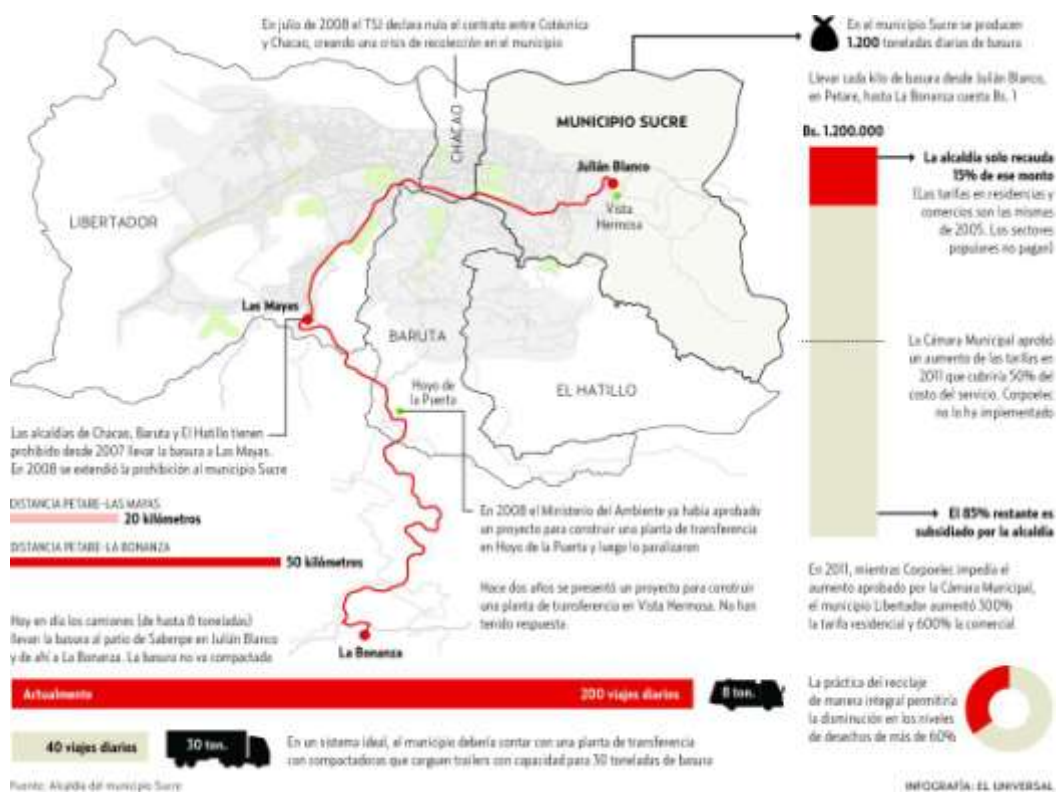 En julio de 2008 el TSJ declara nulo el contrato entre Cotécnica
y Chacao, creando una crisis de recolección en el municipio
En el municipio Sucre se producen
1.200 toneladas diarias de basura
Llevar cada kilo de basura desde Julián Blanco,
en Petare, hasta La Bonanza cuesta Bs. 1
Bs. 1.200.000
La alcaldía solo recauda
15% de ese monto
(Las tarifas en residencias y
comercios son las mismas
de 2005. Los sectores
populares no pagan)
La Cámara Municipal aprobó
un aumento de las tarifas en
2011 que cubriría 50% del
costo del servicio. Corpoelec
no lo ha implementado
El 85% restante es
subsidiado por la alcaldía
En 2011, mientras Corpoelec impedía el
aumento aprobado por la Cámara Municipal,
el municipio Libertador aumentó 300%
la tarifa residencial y 600% la comercial
La práctica del reciclaje
de manera integral permitiría
la disminución en los niveles
de desechos de más de 60%
MUNICIPIO SUCRE
CHACAO
Julián Blanco
Vista
Hermosa
LIBERTADOR
Las Mayas
BARUTA
EL HATILLO
Hoyo de
la Puerta
La Bonanza
Las alcaldías de Chacao, Baruta y El Hatillo tienen
prohibido desde 2007 llevar la basura a Las Mayas.
En 2008 se extendió la prohibición al municipio Sucre
DISTANCIA PETARE-LAS MAYAS
20 kilómetros
DISTANCIA PETARE-LA BONANZA
50 kilómetros
En 2008 el Ministerio del Ambiente ya había aprobado
un proyecto para construir una planta de transferencia
en Hoyo de la Puerta y luego lo paralizaron
Hace dos años se presentó un proyecto para construir
una planta de transferencia en Vista Hermosa. No han
tenido respuesta
Hoy en día los camiones (de hasta 8 toneladas)
llevan la basura al patio de Sabenpe en Julián Blanco
y de ahí a La Bonanza. La basura no va compactada
Actualmente
200 viajes diarios
8 ton.
40 viajes diarios
30 ton.
En un sistema ideal, el municipio debería contar con una planta de transferencia
con compactadoras que carguen trailers con capacidad para 30 toneladas de basura
Fuente: Alcaldía del municipio Sucre
INFOGRAFÍA: EL UNIVERSAL